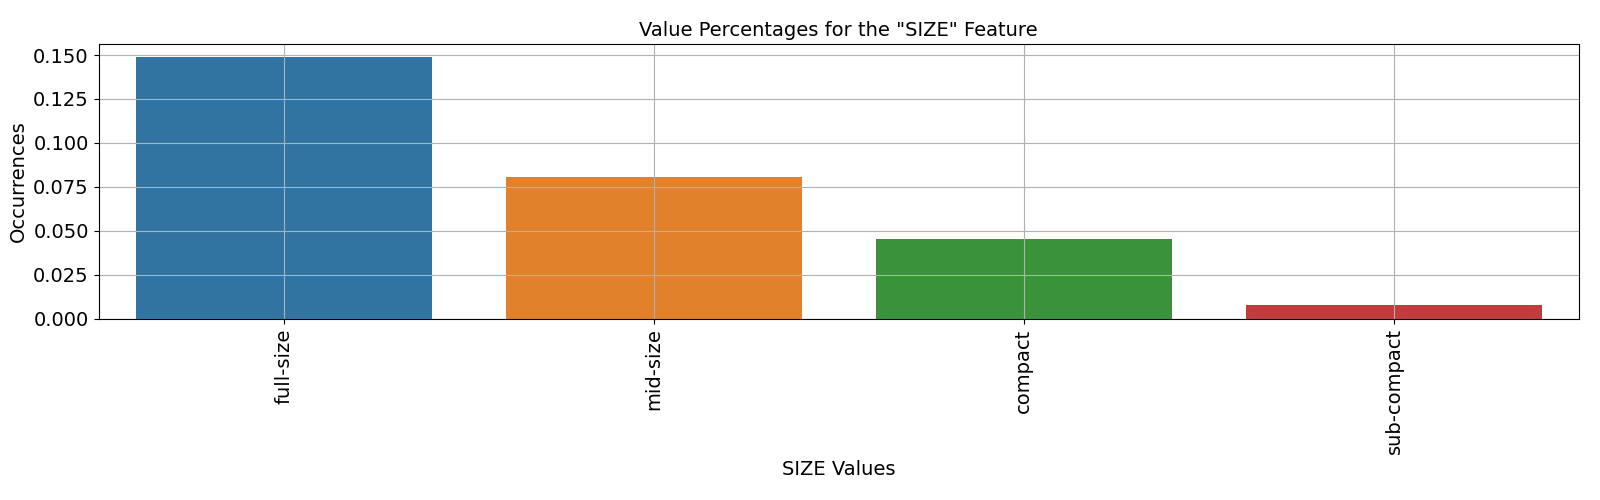 Value Percentages for the "SIZE" Feature
Occurrences
0.150
0.125
0.100
0.075
0.050
0.025
0.000
full-size
mid-size
compact
sub-compact
SIZE Values